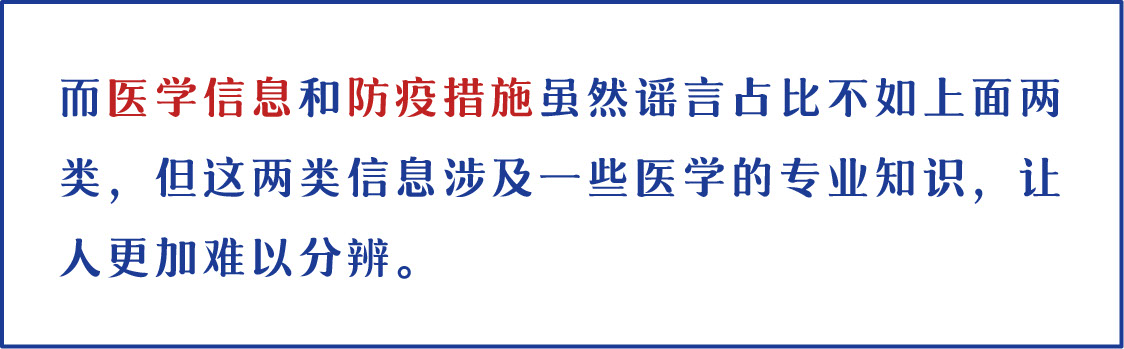 而医学信息和防疫措施虽然谣言占比不如上面两
类，但这两类信息涉及一些医学的专业知识，让
人更加难以分辨。